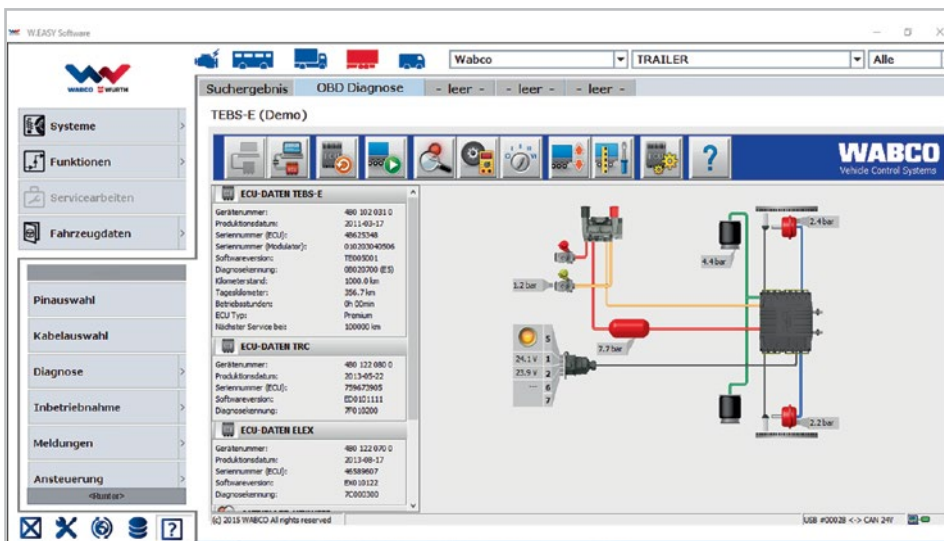 W.EASY Software
WABCO WURTH
Wabco
TRAILER
Alle
Suchergebnis
OBD Diagnose
- leer -
- leer -
- leer -
TEBS-E (Demo)
Systeme
Funktionen
Servicearbeiten
Fahrzeugdaten
Pinauswahl
Kabelauswahl
Diagnose
Inbetriebnahme
Meldungen
Ansteuerung
WABCO
Vehicle Control Systems
ECU-DATEN TEBS-E
Gerätenummer: 480 102 031 0
Produktionsdatum: 2011-03-17
Seriennummer (ECU): 48625348
Seriennummer (Modulator): 010203040506
Softwareversion: TE005001
Diagnosekennung: 0B020700 (ES)
Kilometerstand: 1000.0 km
Tageskilometer: 356.7 km
Betriebsstunden: 0h 00min
ECU Typ: Premium
Nächster Service bei: 100000 km
ECU-DATEN TRC
Gerätenummer: 480 122 080 0
Produktionsdatum: 2013-05-22
Seriennummer (ECU): 759672905
Softwareversion: ED0101111
Diagnosekennung: 7F010200
ECU-DATEN ELEX
Gerätenummer: 480 122 070 0
Produktionsdatum: 2013-08-17
Seriennummer (ECU): 46589607
Softwareversion: EX010122
Diagnosekennung: 7C000300
2.4 bar
4.4 bar
1.2 bar
7.7 bar
5
24.1 V 1
23.9 V 2
--- 6
7
2.2 bar
(c) 2015 WABCO All rights reserved
USB #00028 <-> CAN 24V